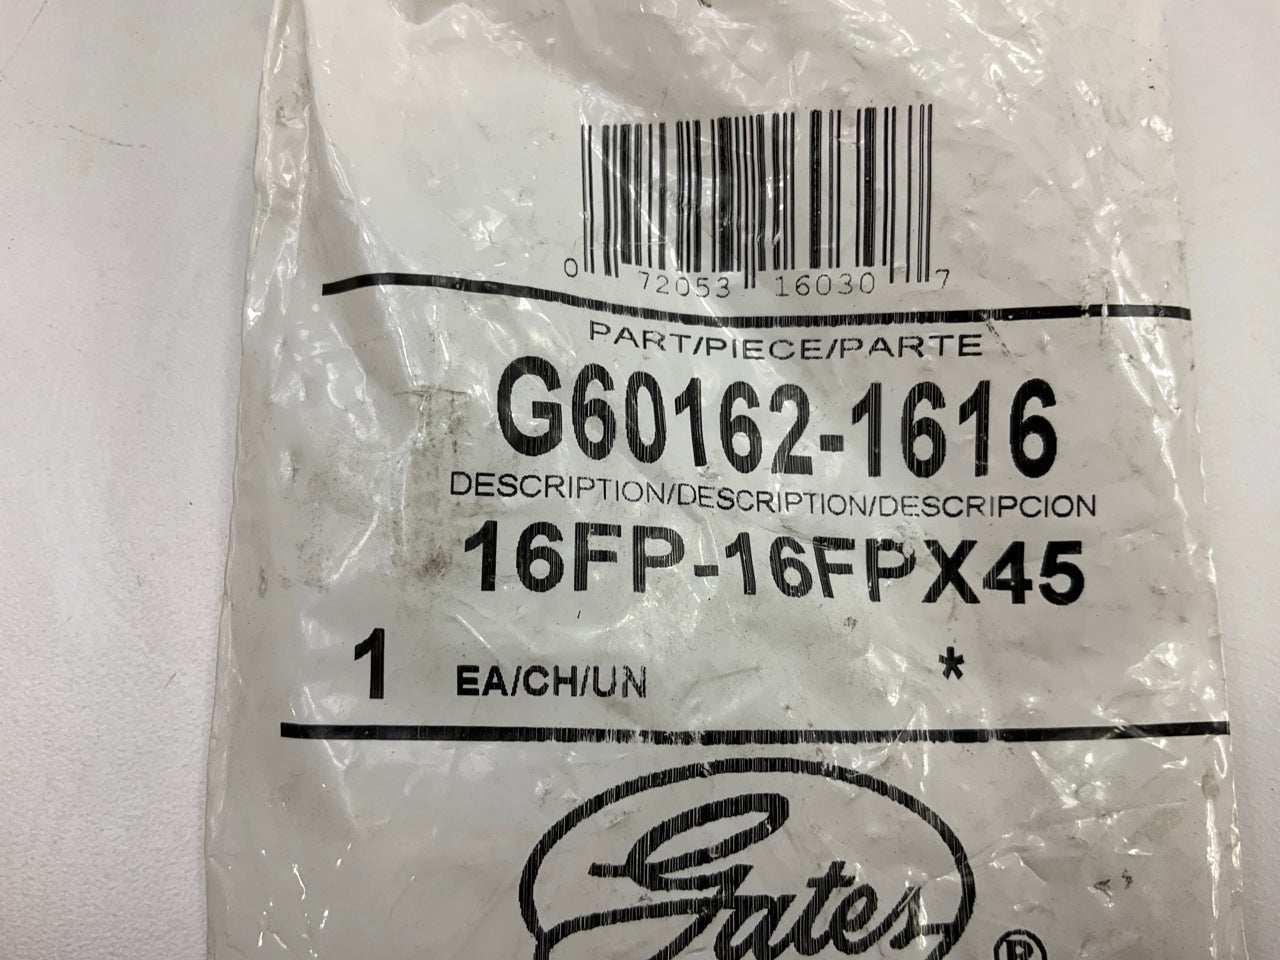 0 72053 16030 7
PART/PIECE/PARTE
G60162-1616
DESCRIPTION/DESCRIPTION/DESCRIPCION
16FP-16FPX45
1 EA/CH/UN *
Gates ®